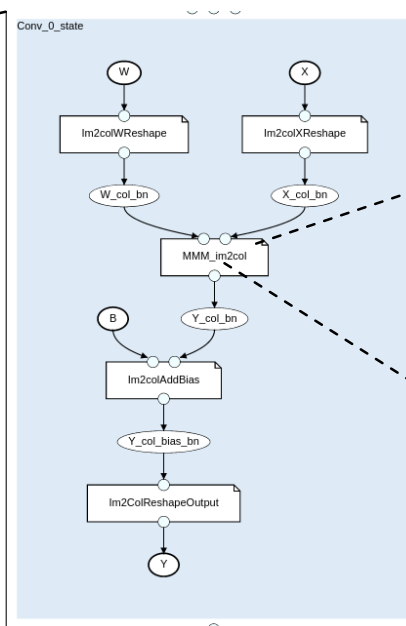 Conv_0_state
W
X
Im2colWReshape
Im2colXReshape
W_col_bn
X_col_bn
MMM_im2col
B
Y_col_bn
Im2colAddBias
Y_col_bias_bn
Im2ColReshapeOutput
Y